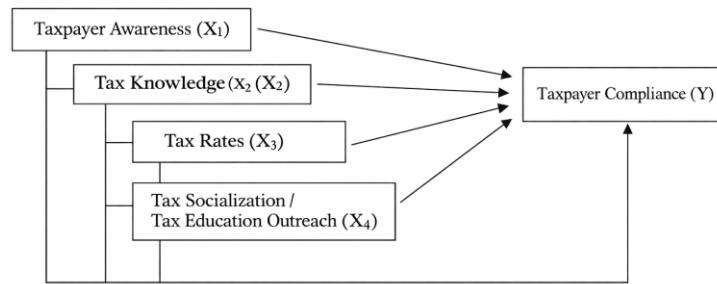 Taxpayer Awareness (X₁)
Tax Knowledge (x₂ (X₂)
Taxpayer Compliance (Y)
Tax Rates (X₃)
Tax Socialization /
Tax Education Outreach (X₄)